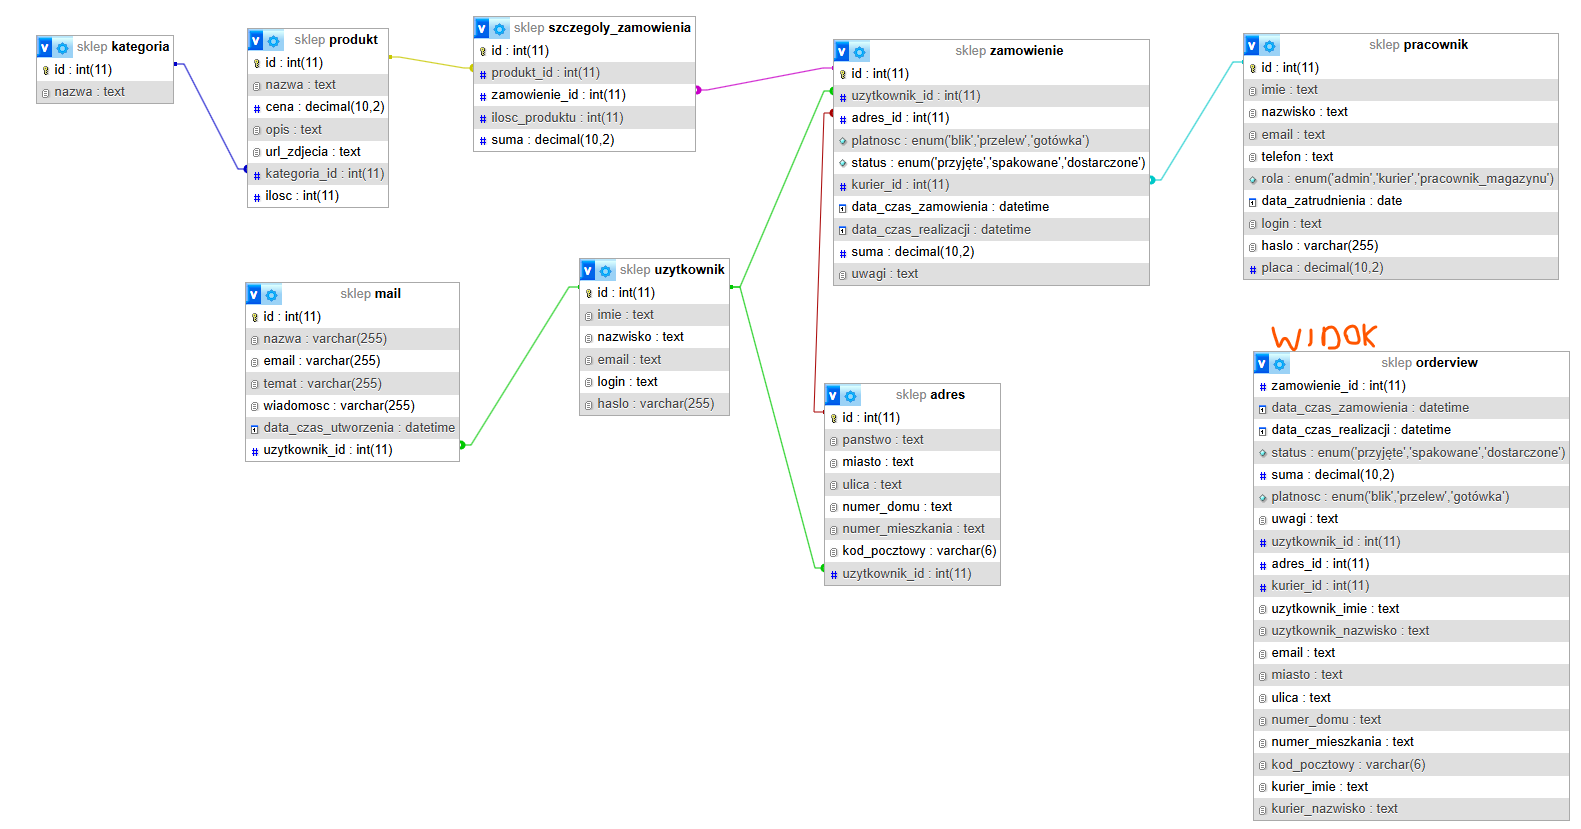 sklep kategoria
id : int(11)
nazwa : text
sklep produkt
id : int(11)
nazwa : text
cena : decimal(10,2)
opis : text
url_zdjecia : text
kategoria_id : int(11)
ilosc : int(11)
sklep szczegoly_zamowienia
id : int(11)
produkt_id : int(11)
zamowienie_id : int(11)
ilosc_produktu : int(11)
suma : decimal(10,2)
sklep zamowienie
id : int(11)
uzytkownik_id : int(11)
adres_id : int(11)
platnosc : enum('blik','przelew','gotówka')
status : enum('przyjęte','spakowane','dostarczone')
kurier_id : int(11)
data_czas_zamowienia : datetime
data_czas_realizacji : datetime
suma : decimal(10,2)
uwagi : text
sklep pracownik
id : int(11)
imie : text
nazwisko : text
email : text
telefon : text
rola : enum('admin','kurier','pracownik_magazynu')
data_zatrudnienia : date
login : text
haslo : varchar(255)
placa : decimal(10,2)
sklep mail
id : int(11)
nazwa : varchar(255)
email : varchar(255)
temat : varchar(255)
wiadomosc : varchar(255)
data_czas_utworzenia : datetime
uzytkownik_id : int(11)
sklep uzytkownik
id : int(11)
imie : text
nazwisko : text
email : text
login : text
haslo : varchar(255)
sklep adres
id : int(11)
panstwo : text
miasto : text
ulica : text
numer_domu : text
numer_mieszkania : text
kod_pocztowy : varchar(6)
uzytkownik_id : int(11)
WIDOK
sklep orderview
zamowienie_id : int(11)
data_czas_zamowienia : datetime
data_czas_realizacji : datetime
status : enum('przyjęte','spakowane','dostarczone')
suma : decimal(10,2)
platnosc : enum('blik','przelew','gotówka')
uwagi : text
uzytkownik_id : int(11)
adres_id : int(11)
kurier_id : int(11)
uzytkownik_imie : text
uzytkownik_nazwisko : text
email : text
miasto : text
ulica : text
numer_domu : text
numer_mieszkania : text
kod_pocztowy : varchar(6)
kurier_imie : text
kurier_nazwisko : text